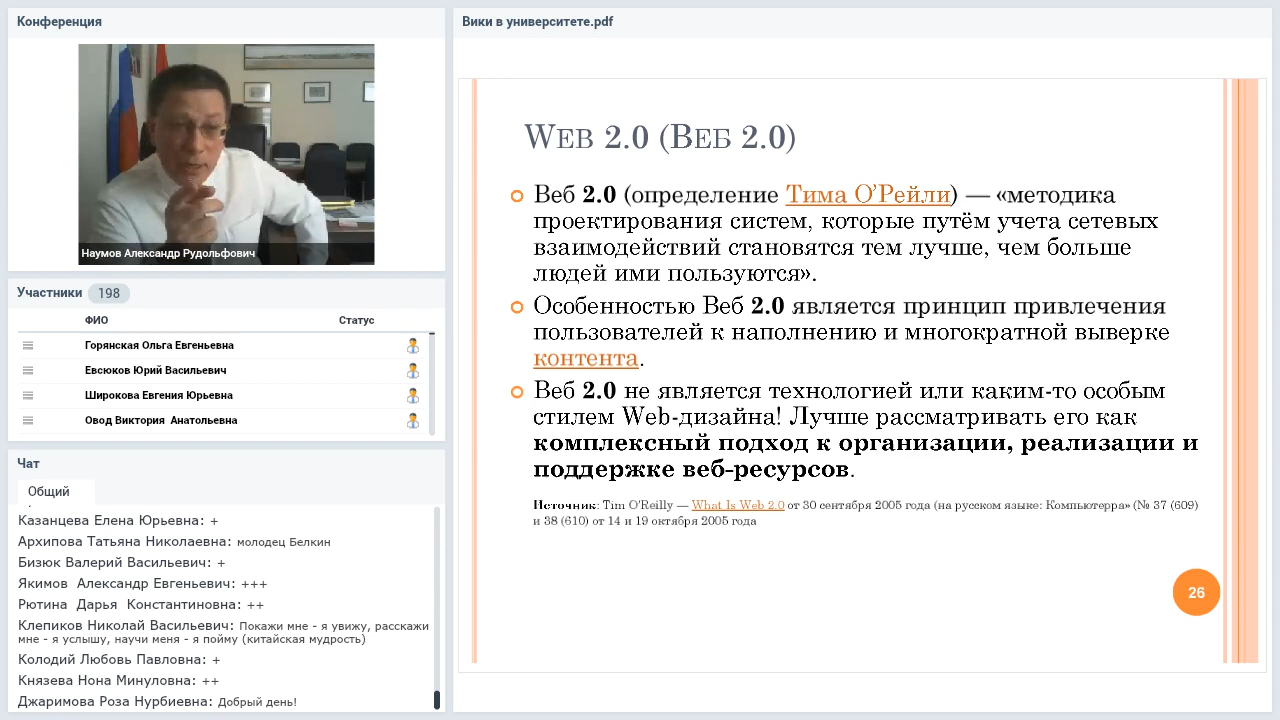 Конференция
Наумов Александр Рудольфович
Участники 198
ФИО Статус
Горянская Ольга Евгеньевна
Евсюков Юрий Васильевич
Широкова Евгения Юрьевна
Овод Виктория Анатольевна
Чат
Общий
Казанцева Елена Юрьевна: +
Архипова Татьяна Николаевна: молодец Белкин
Бизюк Валерий Васильевич: +
Якимов Александр Евгеньевич: +++
Рютина Дарья Константиновна: ++
Клепиков Николай Васильевич: Покажи мне - я увижу, расскажи
мне - я услышу, научи меня - я пойму (китайская мудрость)
Колодий Любовь Павловна: +
Князева Нона Минуловна: ++
Джаримова Роза Нурбиевна: Добрый день!
Вики в университете.pdf
Web 2.0 (Веб 2.0)
Веб 2.0 (определение Тима О’Рейли) — «методика
проектирования систем, которые путём учета сетевых
взаимодействий становятся тем лучше, чем больше
людей ими пользуются».
Особенностью Веб 2.0 является принцип привлечения
пользователей к наполнению и многократной выверке
контента.
Веб 2.0 не является технологией или каким-то особым
стилем Web-дизайна! Лучше рассматривать его как
комплексный подход к организации, реализации и
поддержке веб-ресурсов.
Источник: Tim O’Reilly — What Is Web 2.0 от 30 сентября 2005 года (на русском языке: Компьютерра» (№ 37 (609)
и 38 (610) от 14 и 19 октября 2005 года
26